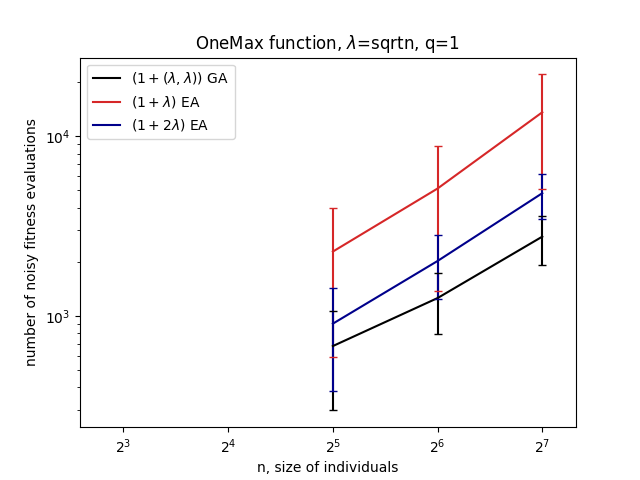 OneMax function, λ=sqrtn, q=1
(1 + (λ, λ)) GA
(1 + λ) EA
(1 + 2λ) EA
number of noisy fitness evaluations
10⁴
10³
2³ 2⁴ 2⁵ 2⁶ 2⁷
n, size of individuals